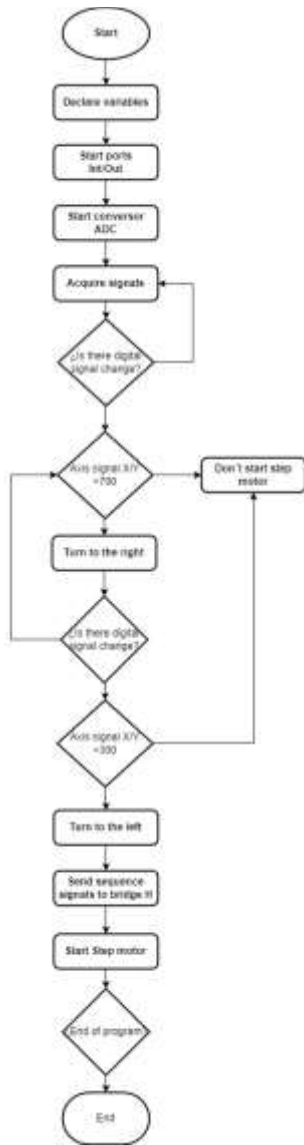 Start
Declare variables
Start ports
Int/Out
Start conversor
ADC
Acquire signals
¿Is there digital
signal change?
Axis signal X/Y
=700
Don't start step
motor
Turn to the right
¿Is there digital
signal change?
Axis signal X/Y
=300
Turn to the left
Send sequence
signals to bridge H
Start Step motor
End of program
End